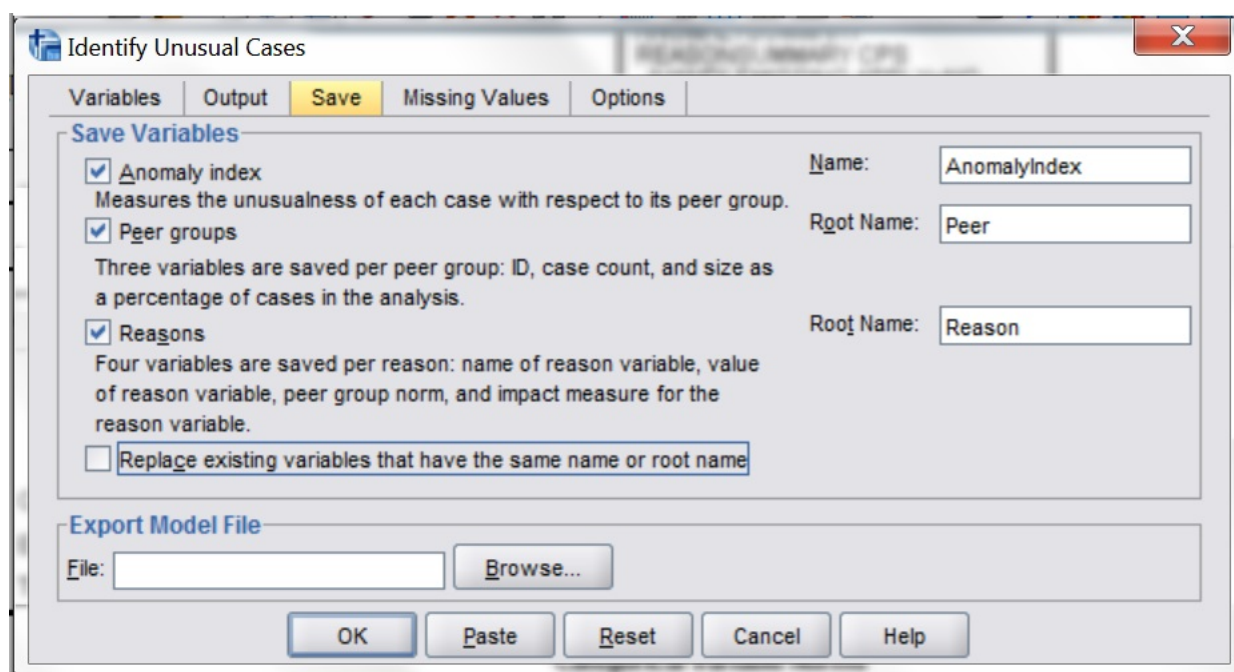 REASONSUMMARY CPS
Identify Unusual Cases
X
Variables Output Save Missing Values Options
Save Variables
Anomaly index
Name: AnomalyIndex
Measures the unusualness of each case with respect to its peer group.
Peer groups
Root Name: Peer
Three variables are saved per peer group: ID, case count, and size as
a percentage of cases in the analysis.
Reasons
Root Name: Reason
Four variables are saved per reason: name of reason variable, value
of reason variable, peer group norm, and impact measure for the
reason variable.
Replace existing variables that have the same name or root name
Export Model File
File: Browse...
OK Paste Reset Cancel Help